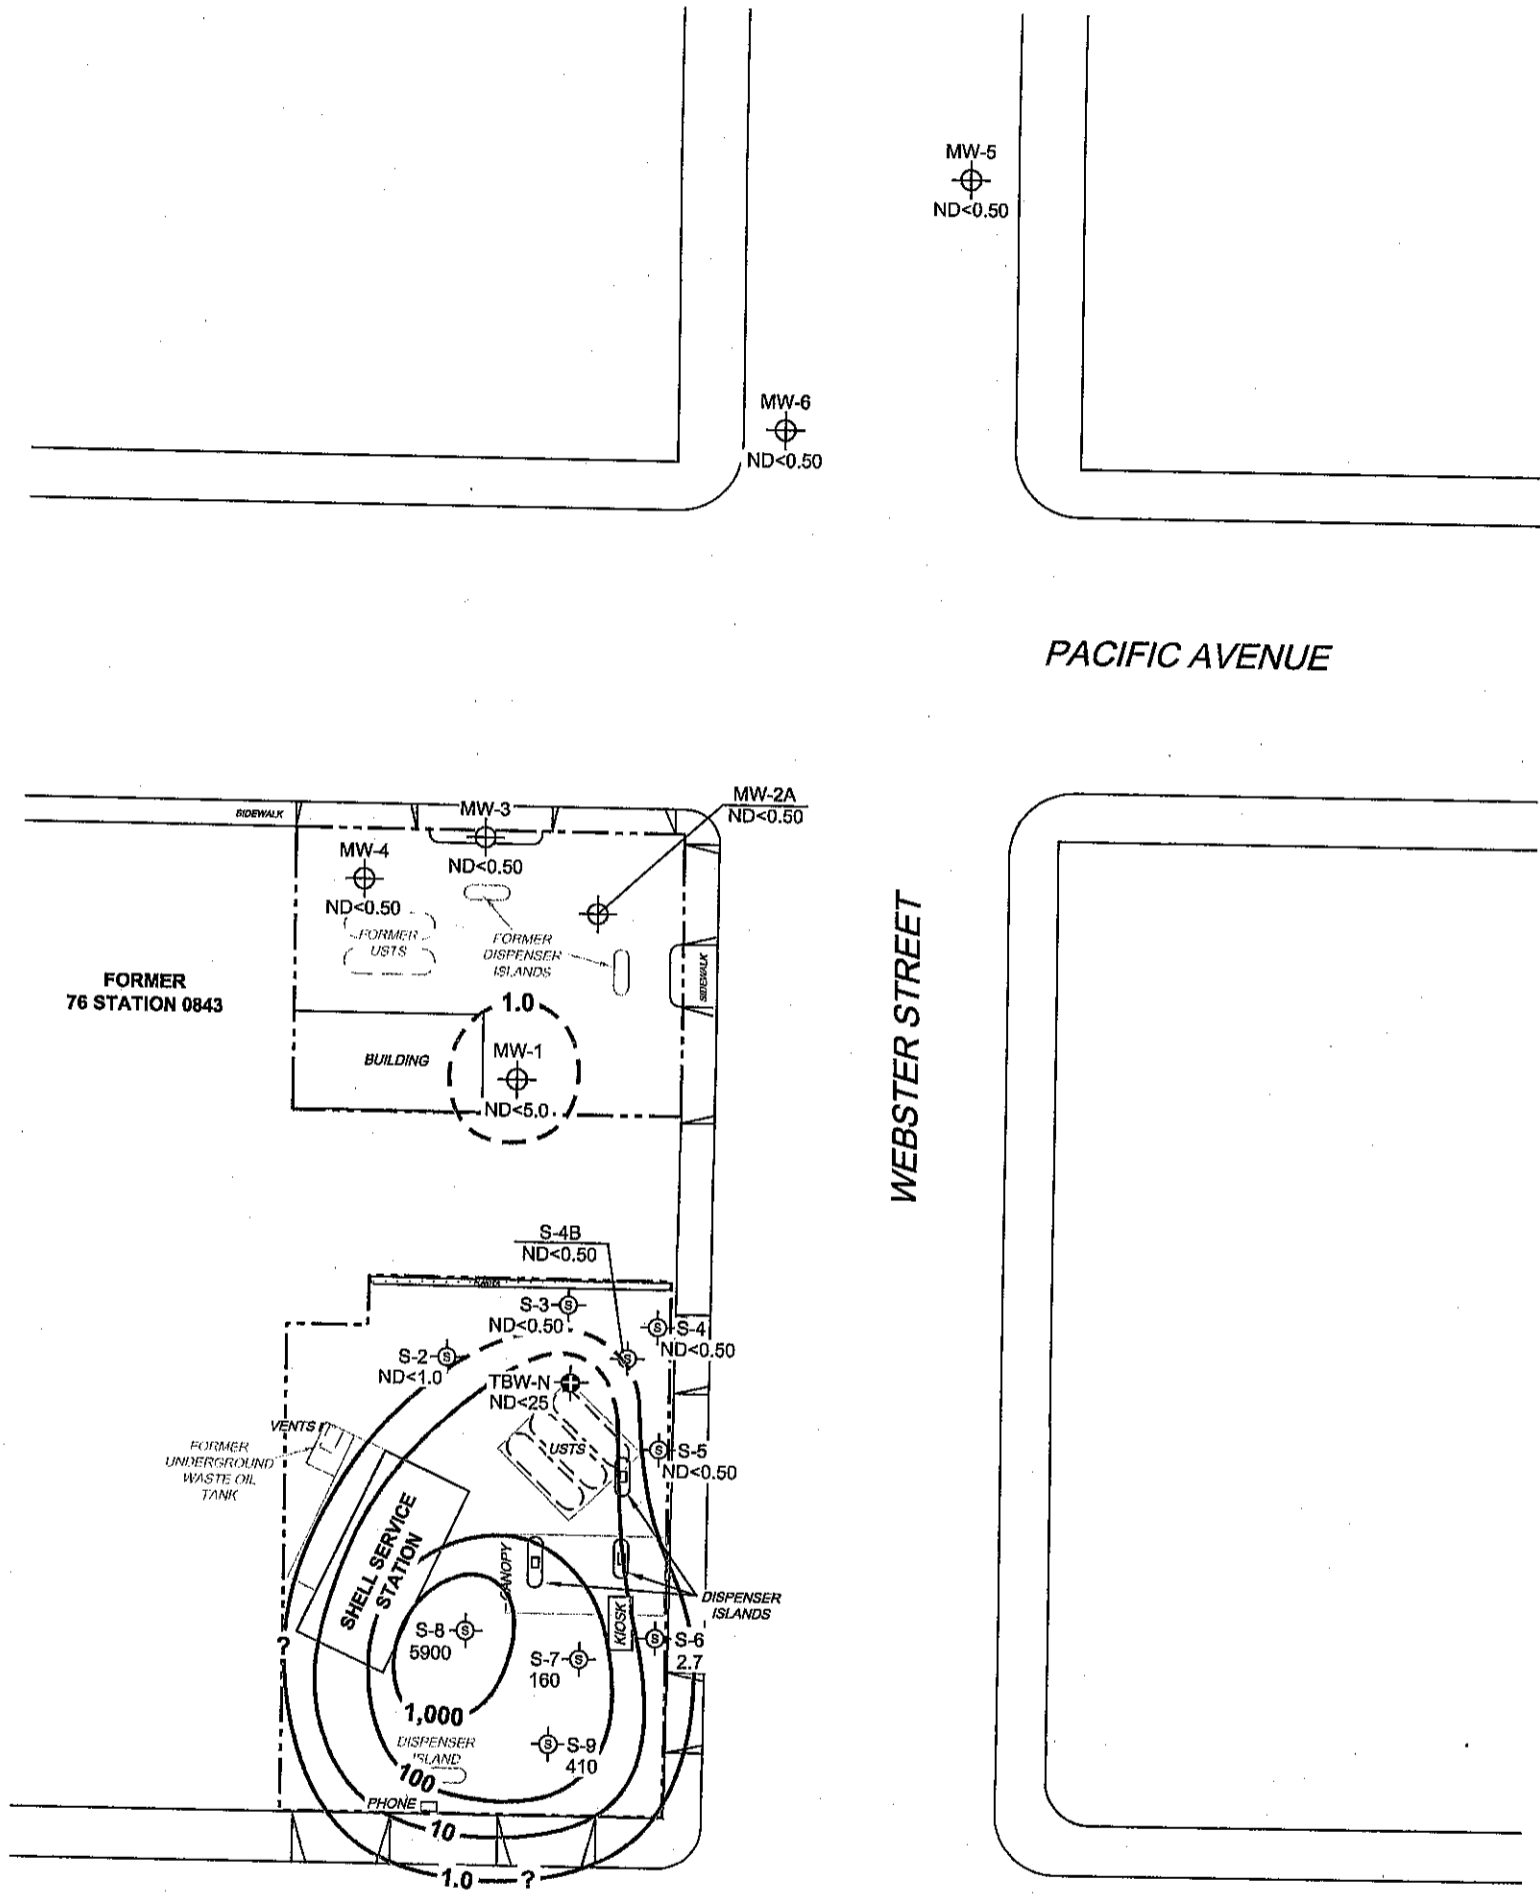 MW-5
ND<0.50
MW-6
ND<0.50
PACIFIC AVENUE
SIDEWALK
MW-3
ND<0.50
MW-2A
ND<0.50
MW-4
ND<0.50
FORMER
USTS
FORMER
DISPENSER
ISLANDS
SIDEWALK
FORMER
76 STATION 0843
1.0
BUILDING
MW-1
ND<5.0
WEBSTER STREET
S-4B
ND<0.50
S-3
ND<0.50
S-4
ND<0.50
S-2
ND<1.0
TBW-N
ND<25
VENTS
FORMER
UNDERGROUND
WASTE OIL
TANK
USTS
S-5
ND<0.50
SHELL SERVICE
STATION
CANOPY
DISPENSER
ISLANDS
KIOSK
S-8
5900
S-7
160
S-6
2.7
?
1,000
DISPENSER
ISLAND
S-9
410
100
PHONE
10
1.0
?